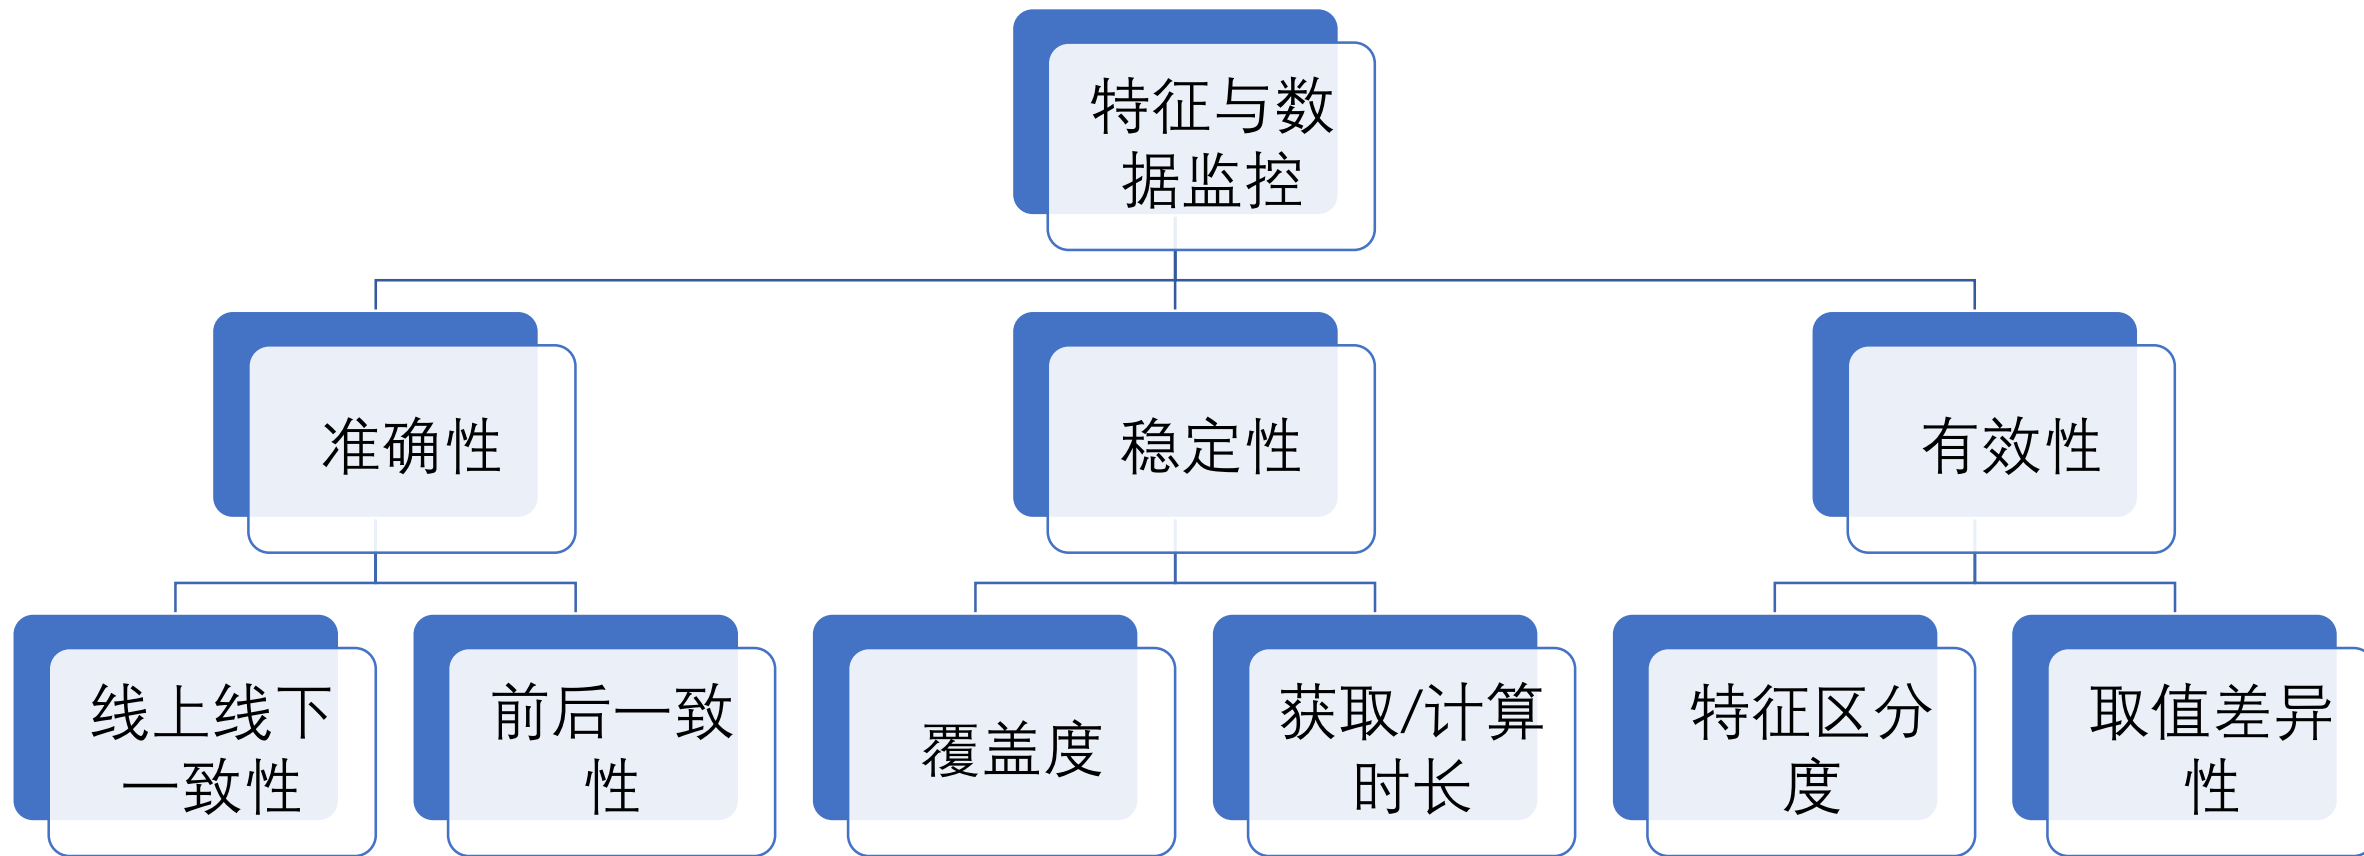 特征与数
据监控
准确性
稳定性
有效性
线上线下
一致性
前后一致
性
覆盖度
获取/计算
时长
特征区分
度
取值差异
性